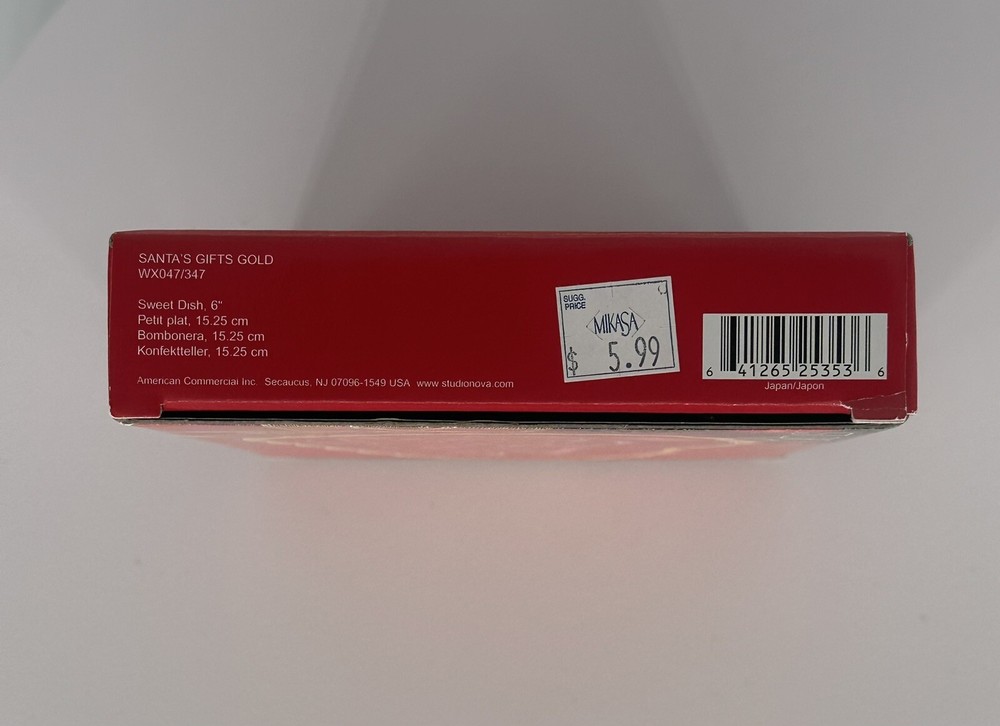 SANTA'S GIFTS GOLD
WX047/347
Sweet Dish, 6"
Petit plat, 15.25 cm
Bombonera, 15.25 cm
Konfektteller, 15.25 cm
American Commercial Inc. Secaucus, NJ 07096-1549 USA www.studionova.com
SUGG.
PRICE
MIKASA
$ 5.99
6 41265 25353 6
Japan/Japon